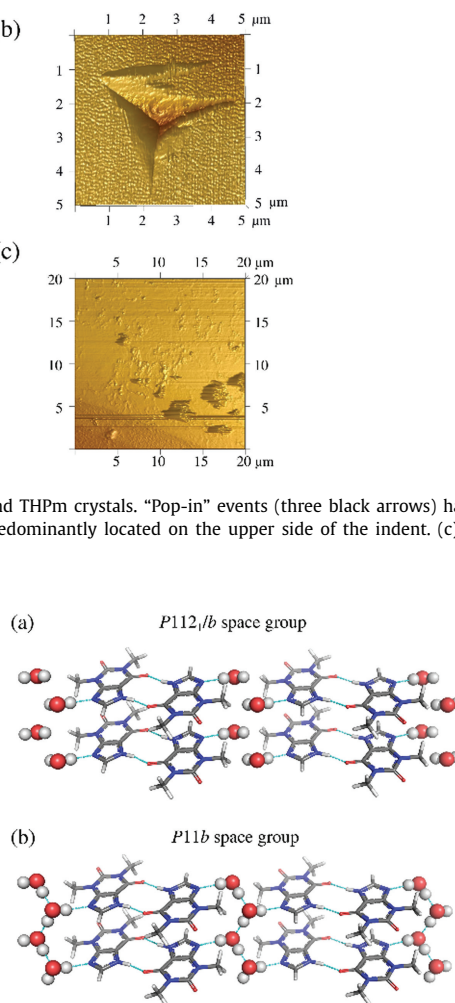 b)
1 2 3 4 5 μm
1 1
2 2
3 3
4 4
5 5 μm
1 2 3 4 5 μm
(c)
5 10 15 20 μm
20 20 μm
15 15
10 10
5 5
5 10 15 20 μm
nd THPm crystals. “Pop-in” events (three black arrows) ha
edominantly located on the upper side of the indent. (c)
(a) P112₁/b space group
(b) P11b space group